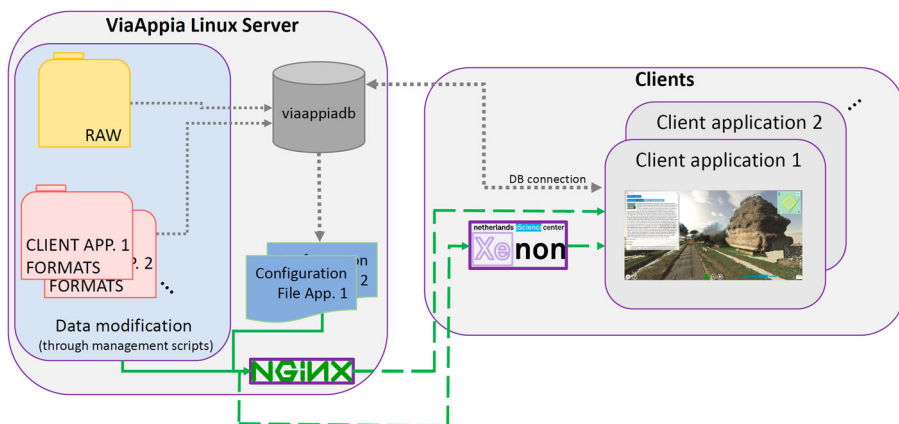 ViaAppia Linux Server
RAW
viaappiadb
CLIENT APP. 1
FORMATS
P. 2
FORMATS
Configuration
File App. 1
on
2
Data modification
(through management scripts)
NGiNX
Clients
Client application 2
Client application 1
DB connection
netherlands eScience center
Xenon